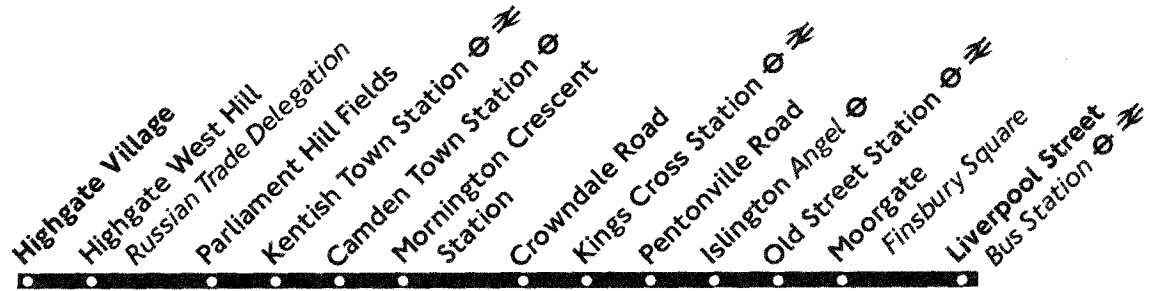 Highgate Village
Highgate West Hill
Russian Trade Delegation
Parliament Hill Fields
Kentish Town Station
Camden Town Station
Mornington Crescent
Station
Crowndale Road
Kings Cross Station
Pentonville Road
Islington Angel
Old Street Station
Moorgate
Finsbury Square
Liverpool Street
Bus Station